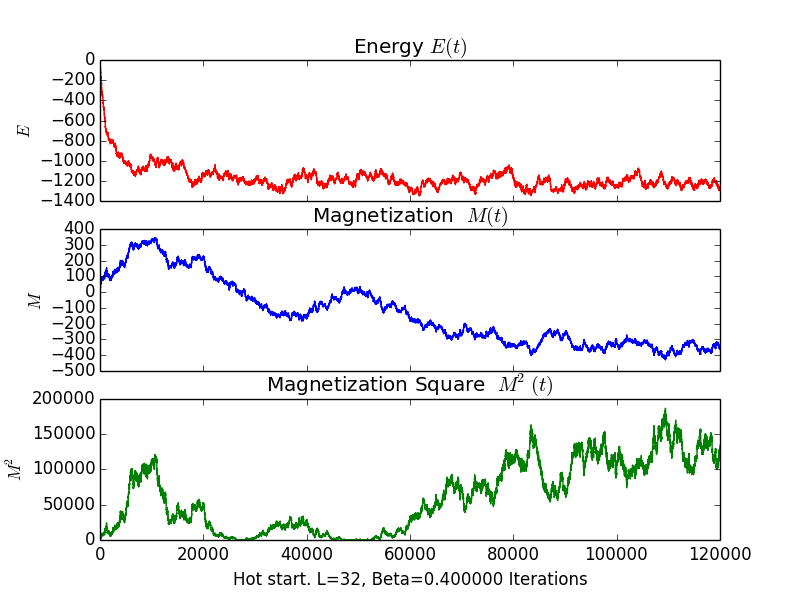 Energy E(t)
0
−200
−400
−600
−800
−1000
−1200
−1400
E
Magnetization M(t)
400
300
200
100
0
−100
−200
−300
−400
−500
M
Magnetization Square M² (t)
200000
150000
100000
50000
0
M²
0 20000 40000 60000 80000 100000 120000
Hot start. L=32, Beta=0.400000 Iterations